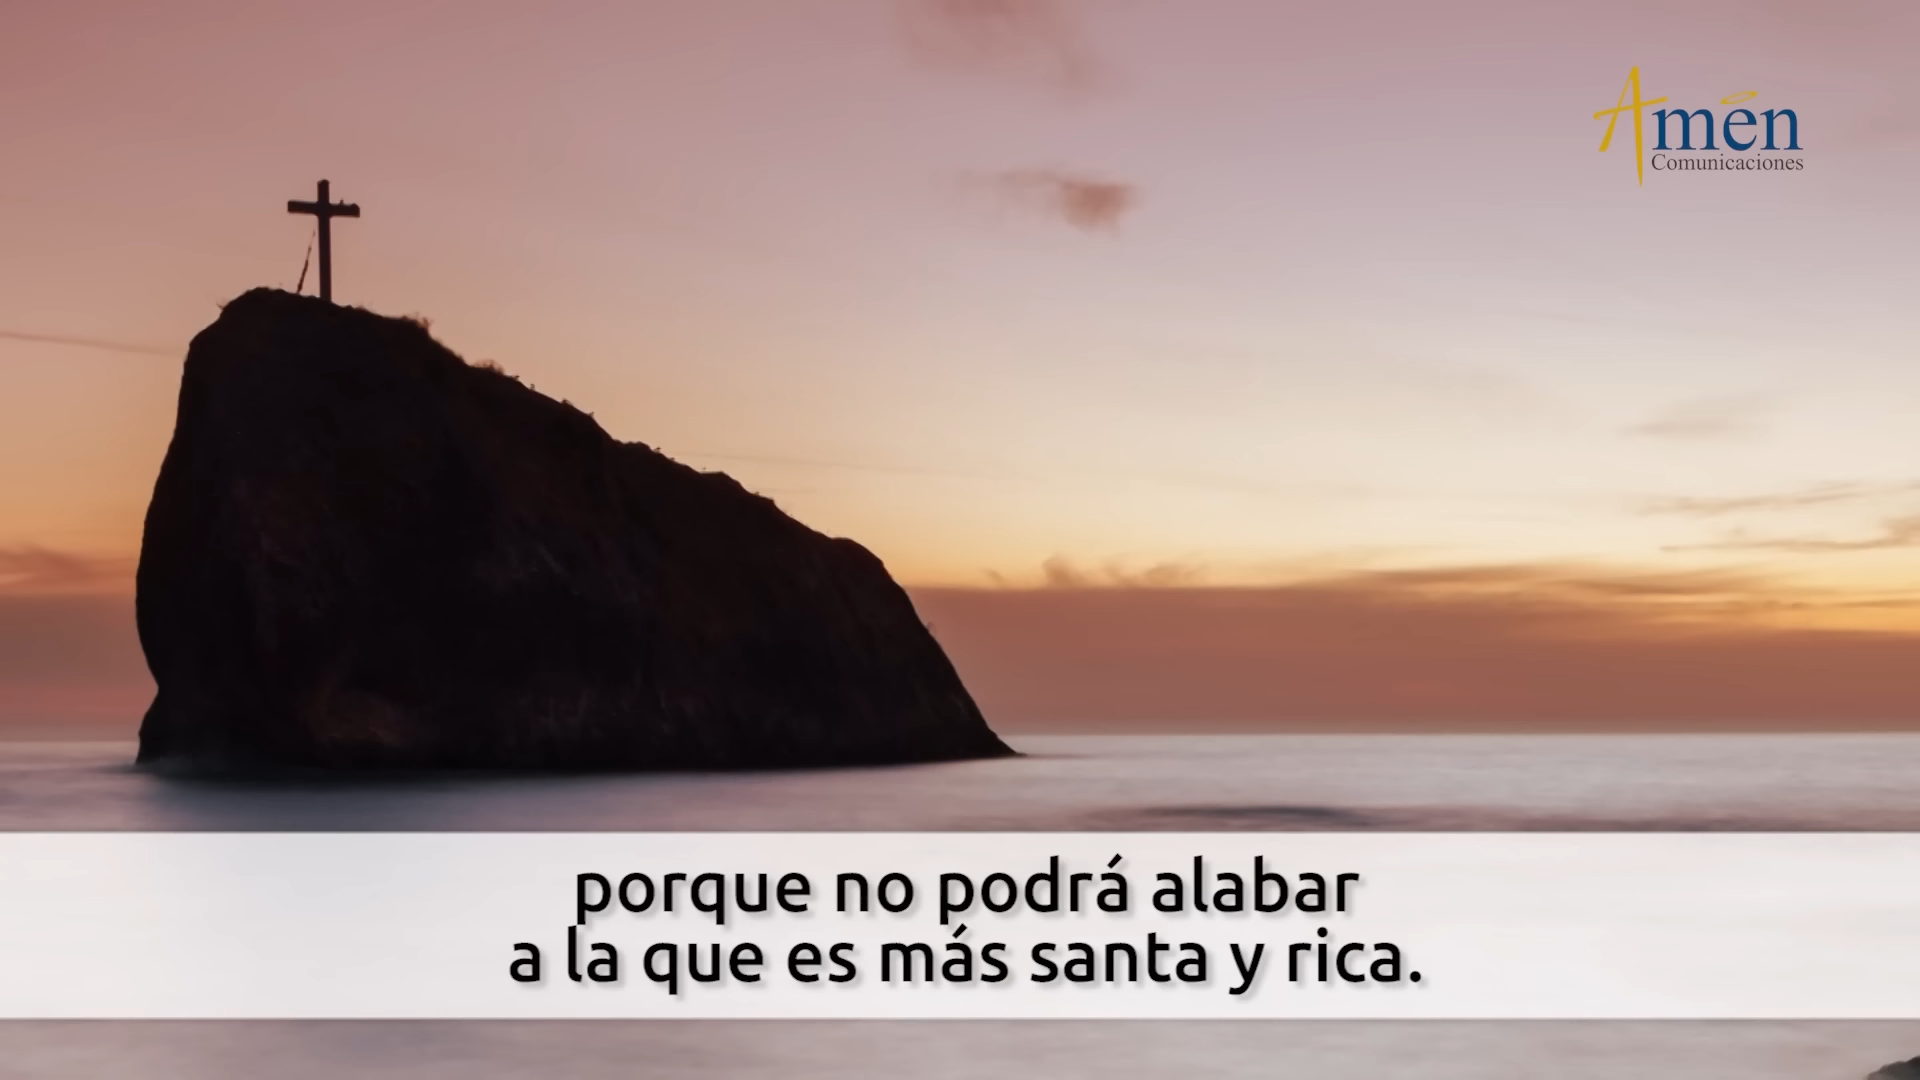 Amén
Comunicaciones
porque no podrá alabar
a la que es más santa y rica.